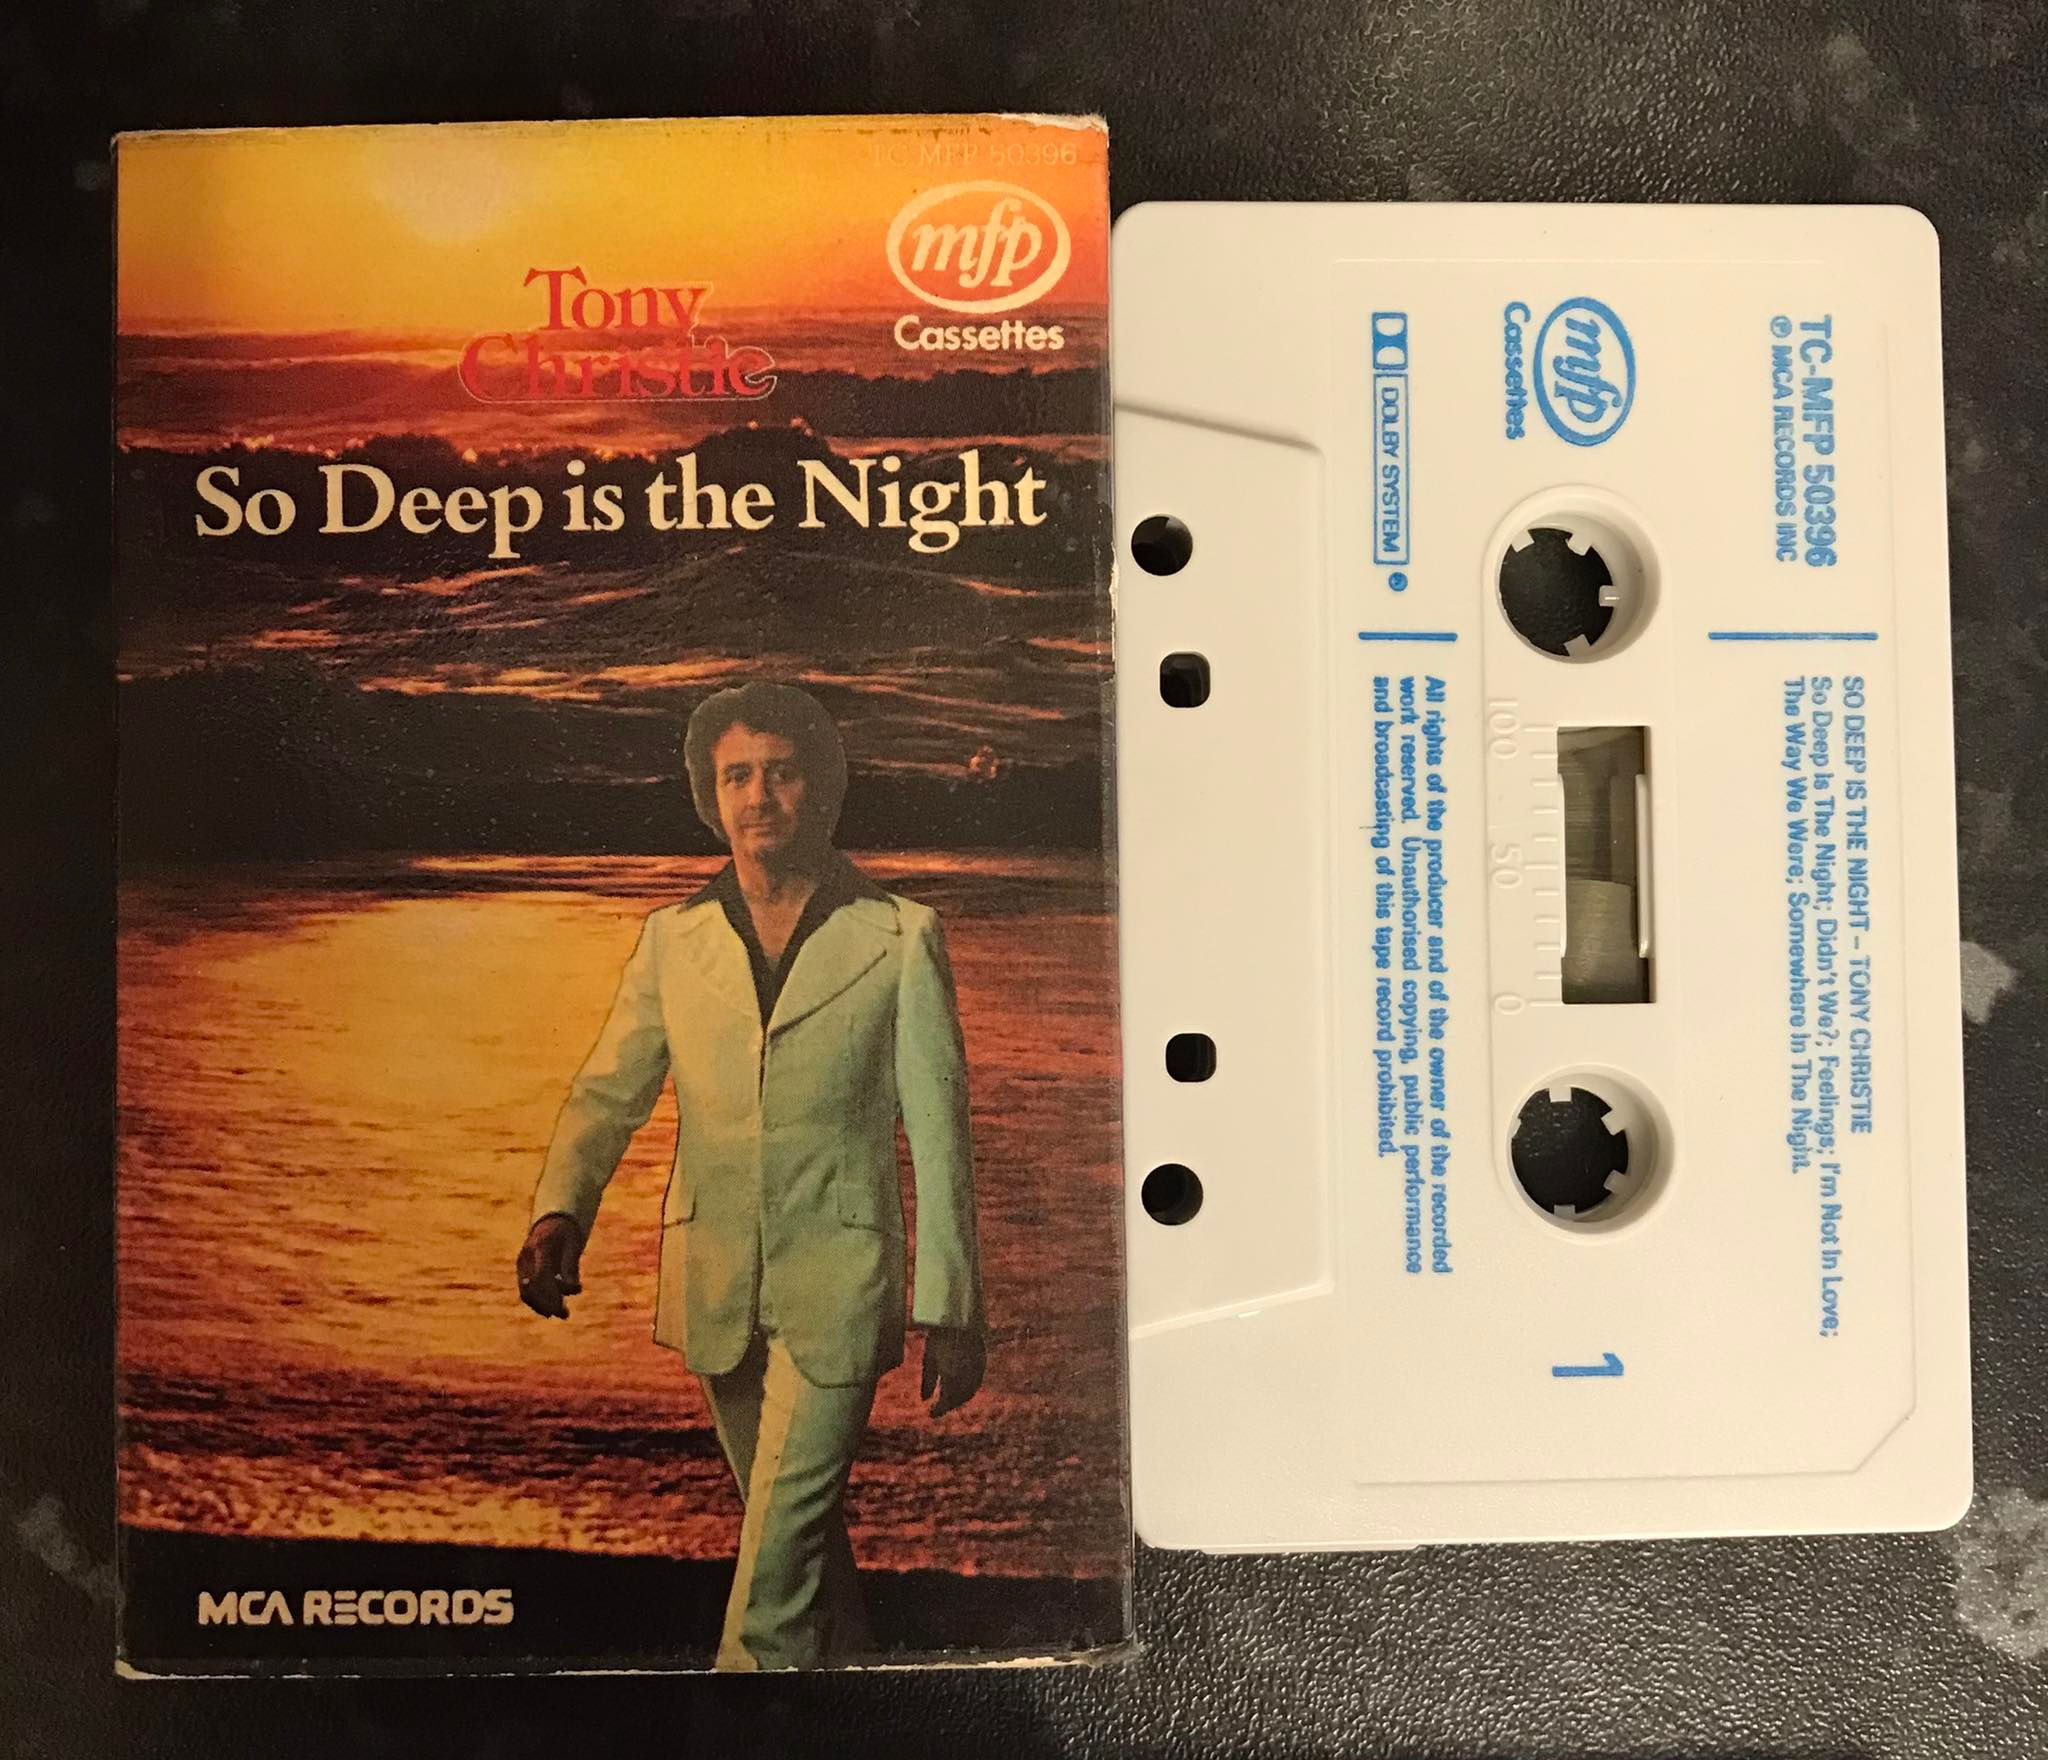 TC MFP 50396
mfp
Cassettes
Tony
Christie
So Deep is the Night
MCA RECORDS
TC-MFP 50396
℗ MCA RECORDS INC
SO DEEP IS THE NIGHT – TONY CHRISTIE
So Deep Is The Night; Didn't We?; Feelings; I'm Not In Love;
The Way We Were; Somewhere In The Night.
mfp
Cassettes
1
100 50 0
DOLBY SYSTEM
All rights of the producer and of the owner of the recorded
work reserved. Unauthorised copying, public performance
and broadcasting of this tape record prohibited.